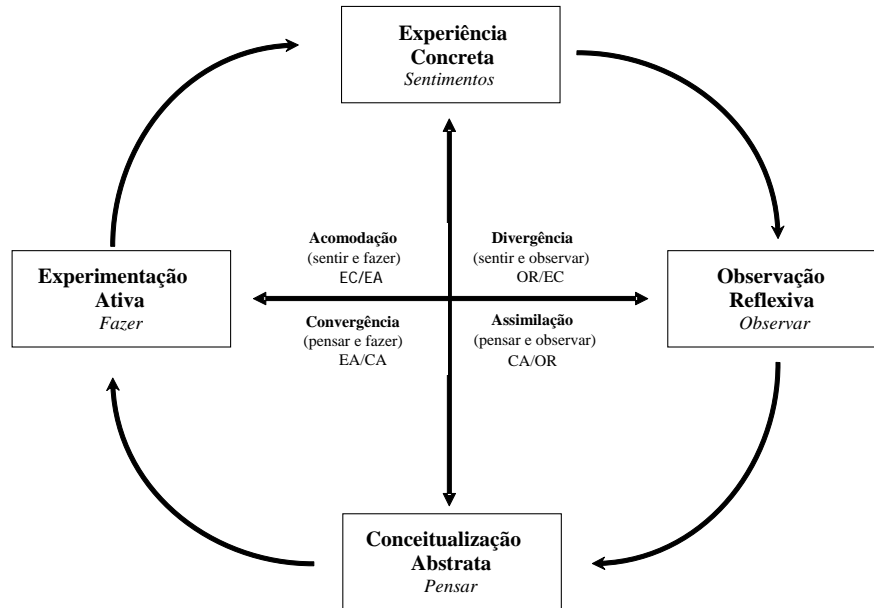 Experiência
Concreta
Sentimentos
Acomodação
(sentir e fazer)
EC/EA
Divergência
(sentir e observar)
OR/EC
Experimentação
Ativa
Fazer
Observação
Reflexiva
Observar
Convergência
(pensar e fazer)
EA/CA
Assimilação
(pensar e observar)
CA/OR
Conceitualização
Abstrata
Pensar